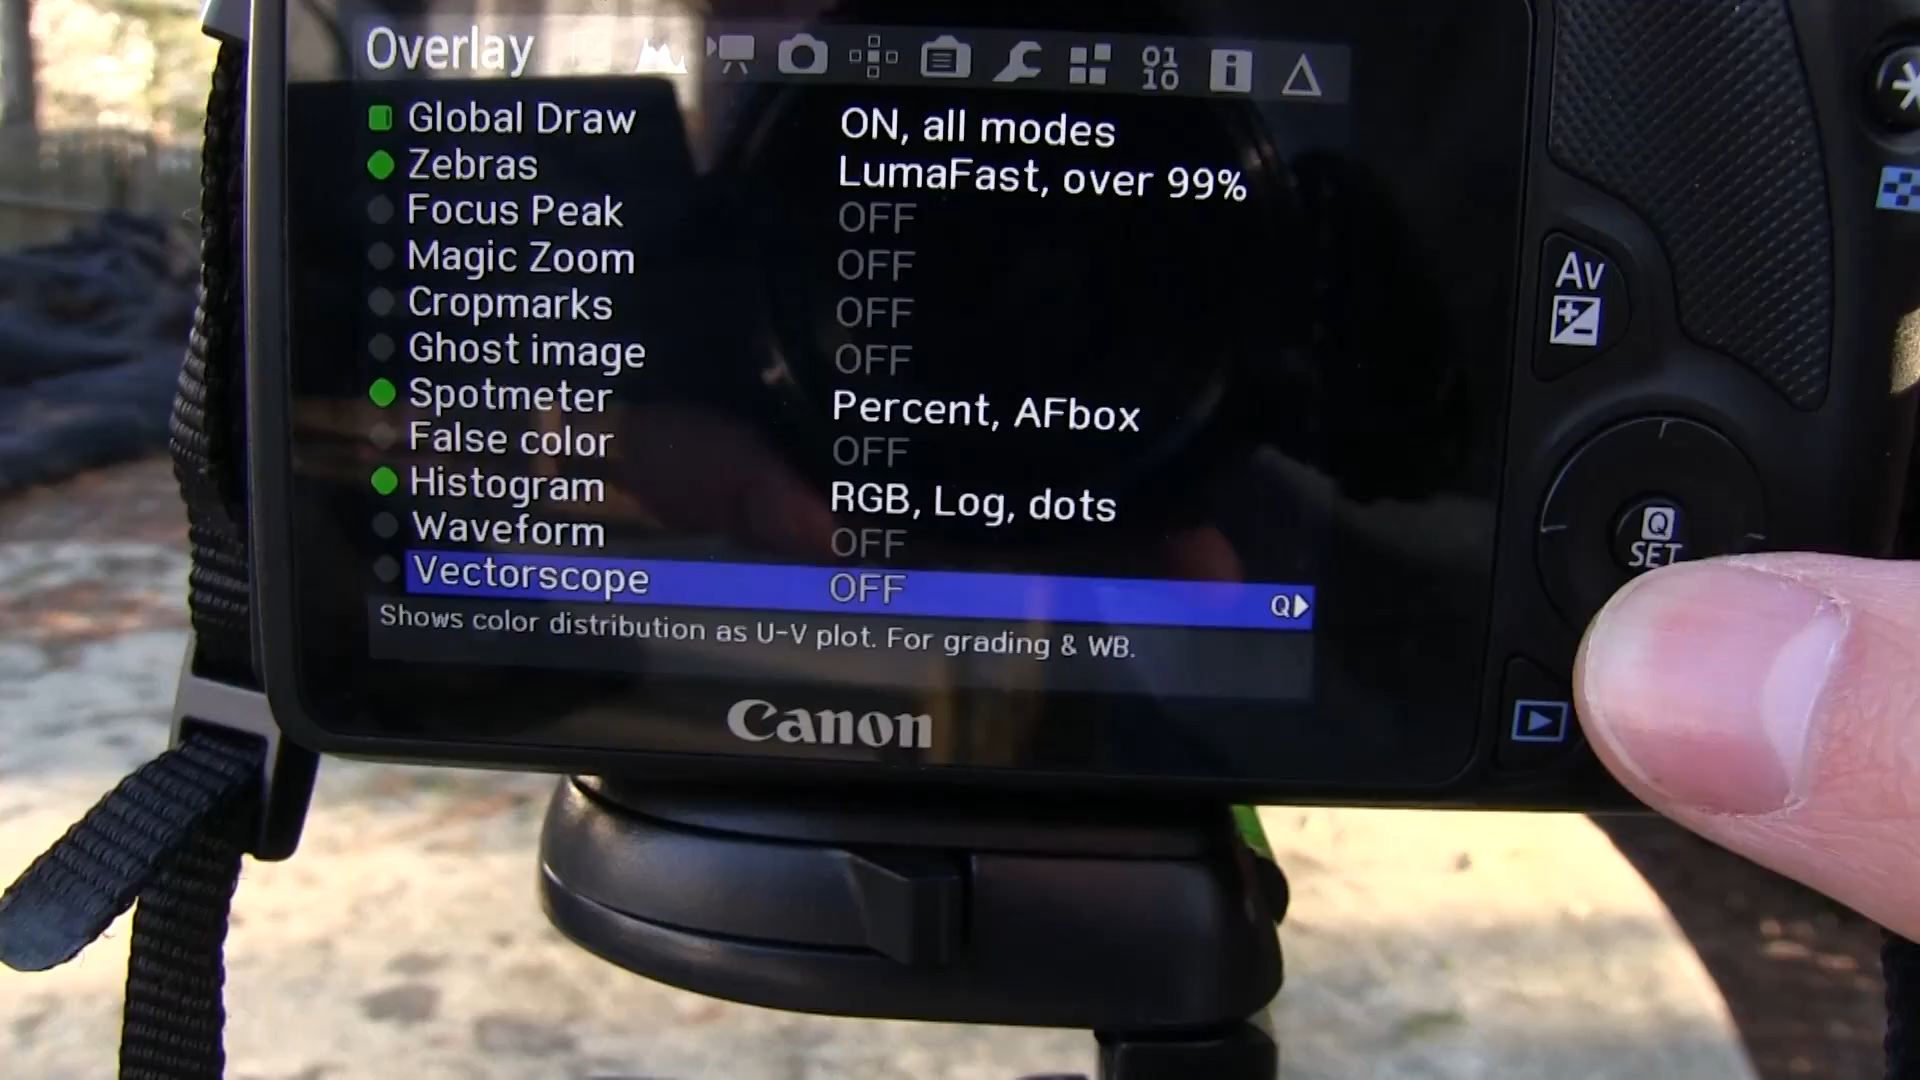 Overlay
01
10
i
Global Draw ON, all modes
Zebras LumaFast, over 99%
Focus Peak OFF
Magic Zoom OFF
Cropmarks OFF
Ghost image OFF
Spotmeter Percent, AFbox
False color OFF
Histogram RGB, Log, dots
Waveform OFF
Vectorscope OFF Q
Shows color distribution as U-V plot. For grading & WB.
Canon
Av
Q
SET